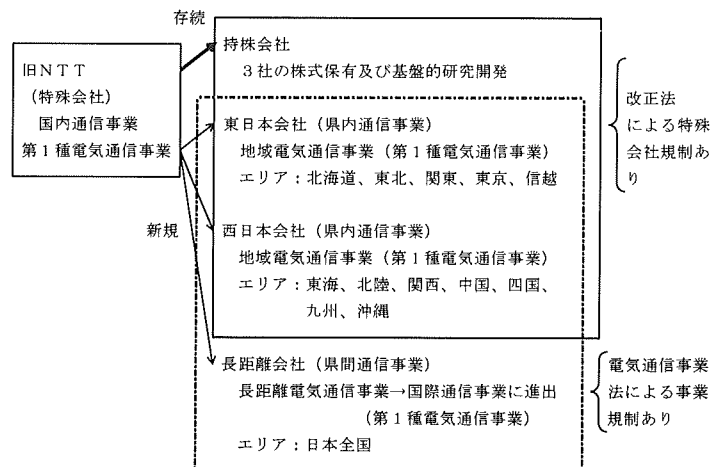 存続
旧ＮＴＴ
（特殊会社）
国内通信事業
第１種電気通信事業
持株会社
３社の株式保有及び基盤的研究開発
東日本会社（県内通信事業）
地域電気通信事業（第１種電気通信事業）
エリア：北海道、東北、関東、東京、信越
改正法
による特殊
会社規制あ
り
新規
西日本会社（県内通信事業）
地域電気通信事業（第１種電気通信事業）
エリア：東海、北陸、関西、中国、四国、
九州、沖縄
長距離会社（県間通信事業）
長距離電気通信事業→国際通信事業に進出
（第１種電気通信事業）
エリア：日本全国
電気通信事業
法による事業
規制あり